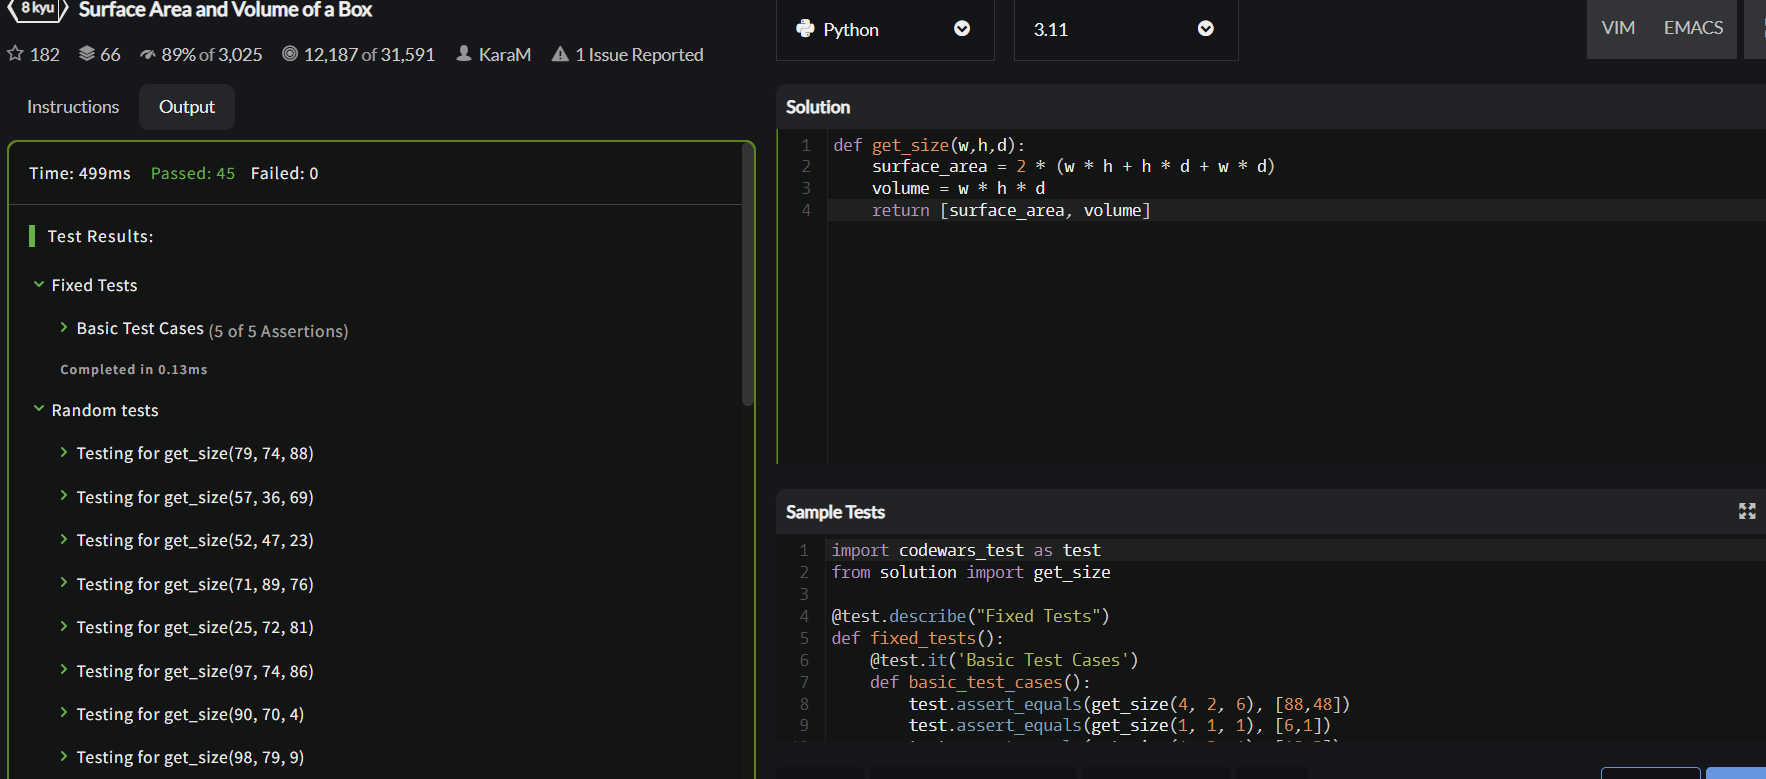 8 kyu Surface Area and Volume of a Box
182 66 89% of 3,025 12,187 of 31,591 KaraM 1 Issue Reported
Instructions Output
Time: 499ms Passed: 45 Failed: 0
Test Results:
Fixed Tests
Basic Test Cases (5 of 5 Assertions)
Completed in 0.13ms
Random tests
Testing for get_size(79, 74, 88)
Testing for get_size(57, 36, 69)
Testing for get_size(52, 47, 23)
Testing for get_size(71, 89, 76)
Testing for get_size(25, 72, 81)
Testing for get_size(97, 74, 86)
Testing for get_size(90, 70, 4)
Testing for get_size(98, 79, 9)
Python 3.11 VIM EMACS
Solution
1 def get_size(w,h,d):
2 surface_area = 2 * (w * h + h * d + w * d)
3 volume = w * h * d
4 return [surface_area, volume]
Sample Tests
1 import codewars_test as test
2 from solution import get_size
3
4 @test.describe("Fixed Tests")
5 def fixed_tests():
6 @test.it('Basic Test Cases')
7 def basic_test_cases():
8 test.assert_equals(get_size(4, 2, 6), [88,48])
9 test.assert_equals(get_size(1, 1, 1), [6,1])